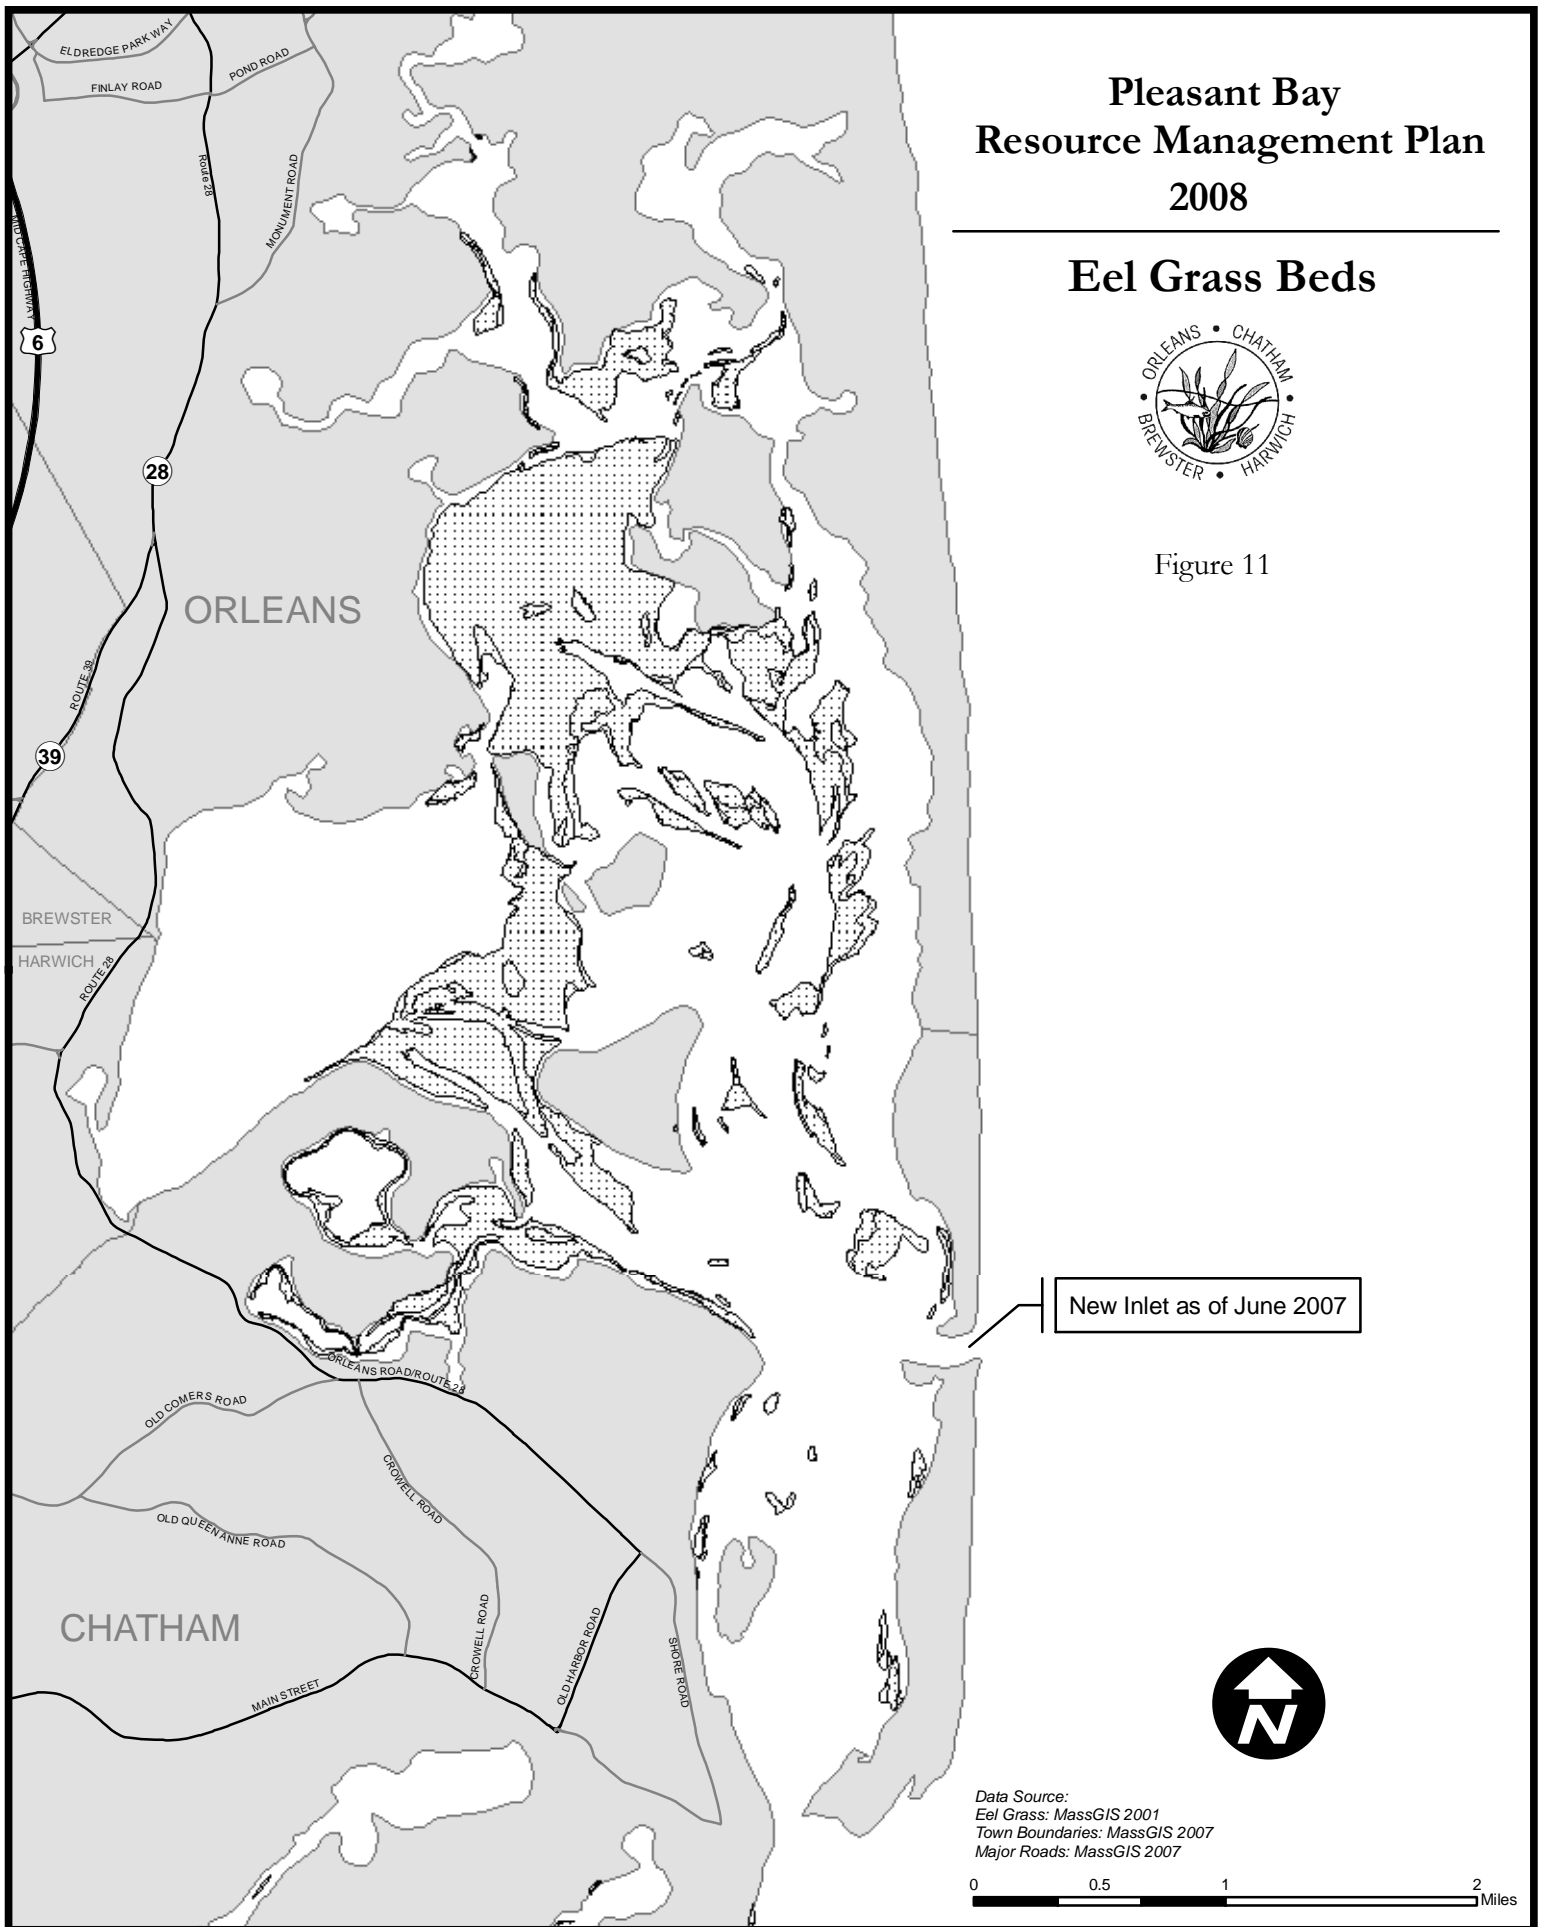 Pleasant Bay
Resource Management Plan
2008
Eel Grass Beds
ORLEANS • CHATHAM • HARWICH • BREWSTER •
Figure 11
ELDREDGE PARK WAY
FINLAY ROAD
POND ROAD
Route 28
MONUMENT ROAD
MID CAPE HIGHWAY
6
28
ORLEANS
ROUTE 39
39
BREWSTER
HARWICH
ROUTE 28
New Inlet as of June 2007
ORLEANS ROAD/ROUTE 28
OLD COMERS ROAD
CROWELL ROAD
OLD QUEEN ANNE ROAD
CHATHAM
CROWELL ROAD
OLD HARBOR ROAD
SHORE ROAD
MAIN STREET
N
Data Source:
Eel Grass: MassGIS 2001
Town Boundaries: MassGIS 2007
Major Roads: MassGIS 2007
0 0.5 1 2
Miles